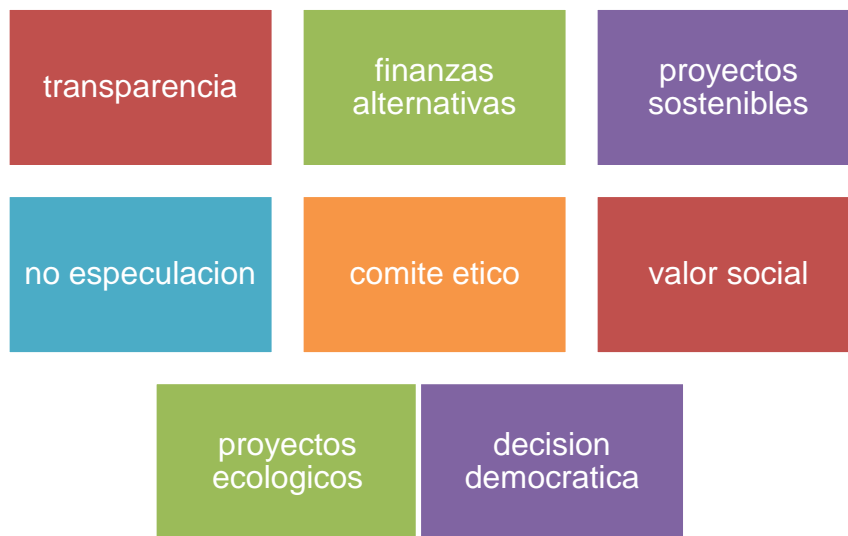 transparencia
finanzas
alternativas
proyectos
sostenibles
no especulacion
comite etico
valor social
proyectos
ecologicos
decision
democratica